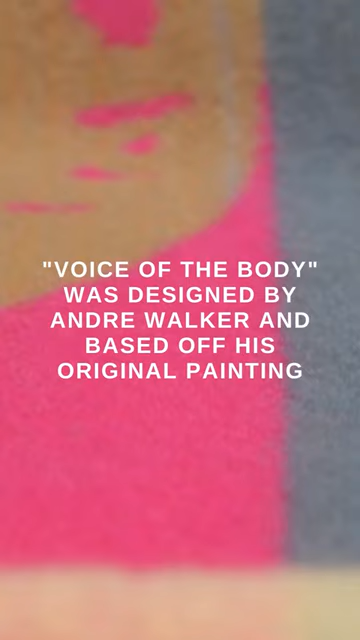 "VOICE OF THE BODY"
WAS DESIGNED BY
ANDRE WALKER AND
BASED OFF HIS
ORIGINAL PAINTING